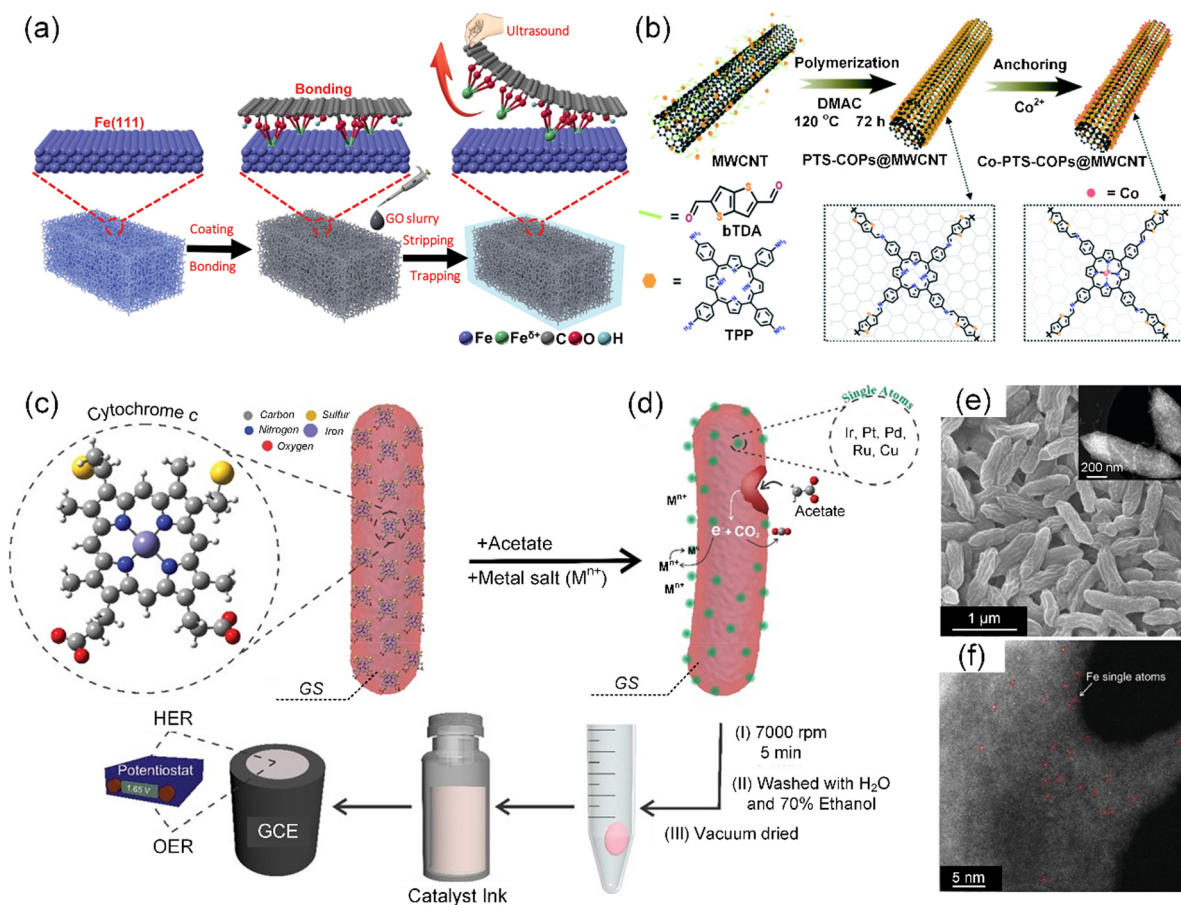 (a)
Ultrasound
Bonding
Fe(111)
GO slurry
Coating
Bonding
Stripping
Trapping
Fe Feδ+ C O H
(b)
Polymerization
DMAC
120 °C 72 h
Anchoring
Co2+
MWCNT
PTS-COPs@MWCNT
Co-PTS-COPs@MWCNT
= Co
=
bTDA
=
TPP
(c)
Cytochrome c
Carbon Sulfur
Nitrogen Iron
Oxygen
GS
+Acetate
+Metal salt (Mn+)
(d)
Single Atoms
Ir, Pt, Pd,
Ru, Cu
Acetate
Mn+
e-+ CO2
Mn+
Mn+
GS
(I) 7000 rpm
5 min
(II) Washed with H2O
and 70% Ethanol
(III) Vacuum dried
Catalyst Ink
GCE
HER
Potentiostat
1.65 V
OER
(e)
200 nm
1 µm
(f)
Fe single atoms
5 nm